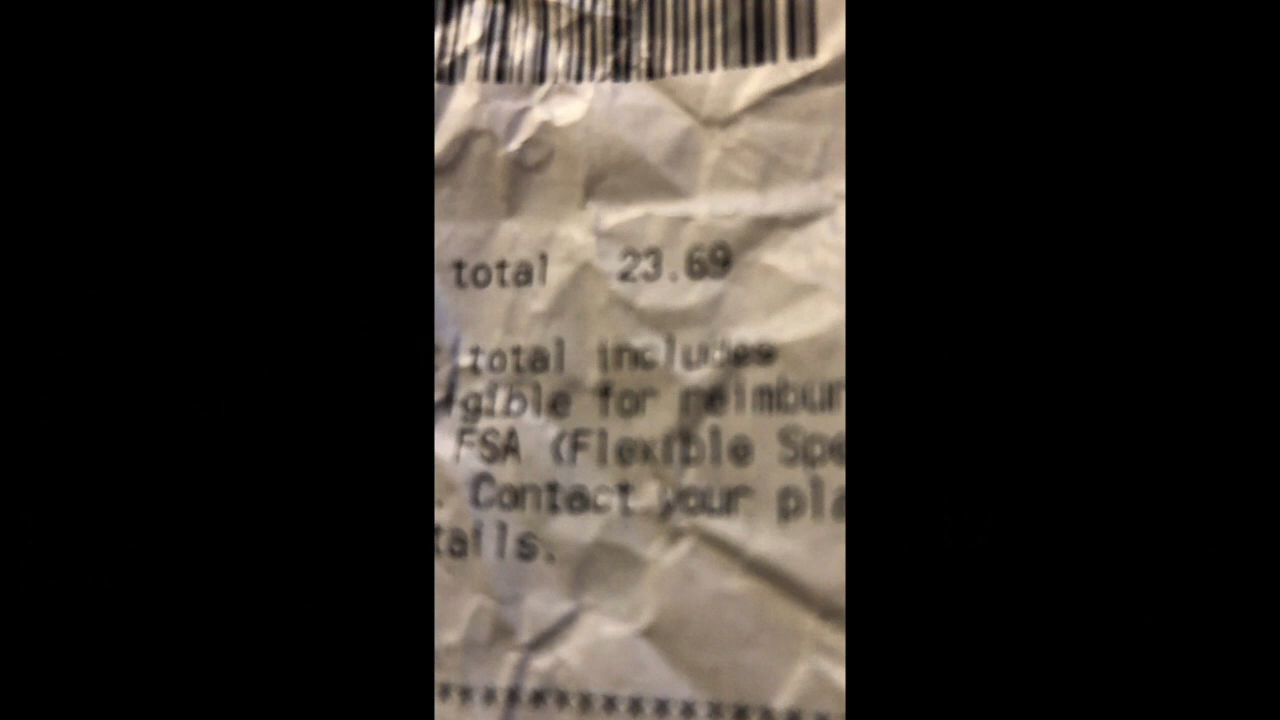 total 23.69
total includes
gible for reimbur
FSA (Flexible Spe
. Contact your pla
tails.
******************